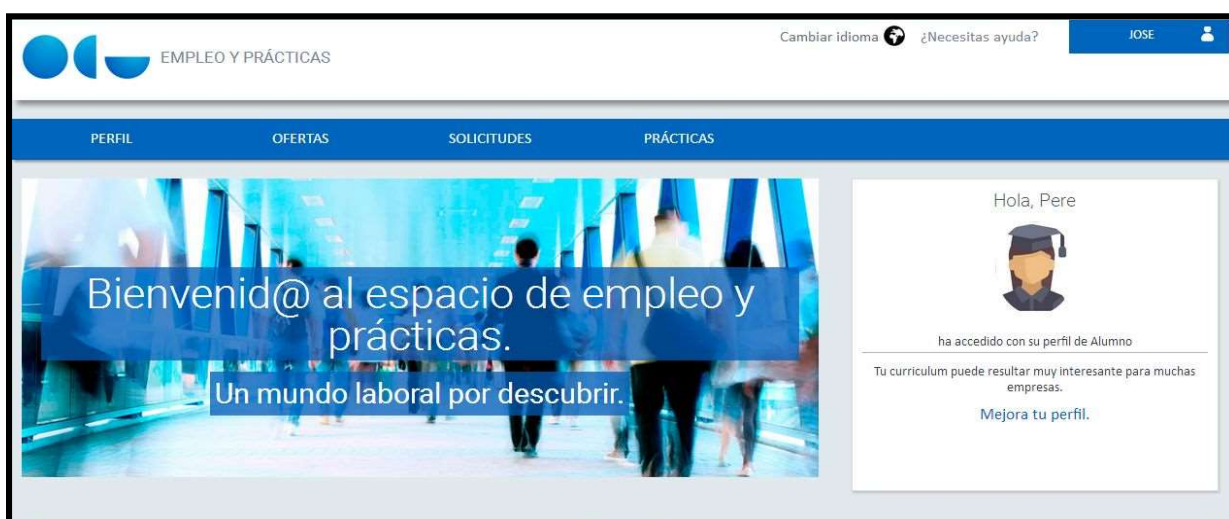 Cambiar idioma ¿Necesitas ayuda? JOSE
EMPLEO Y PRÁCTICAS
PERFIL OFERTAS SOLICITUDES PRÁCTICAS
Bienvenid@ al espacio de empleo y
prácticas.
Un mundo laboral por descubrir.
Hola, Pere
ha accedido con su perfil de Alumno
Tu curriculum puede resultar muy interesante para muchas
empresas.
Mejora tu perfil.